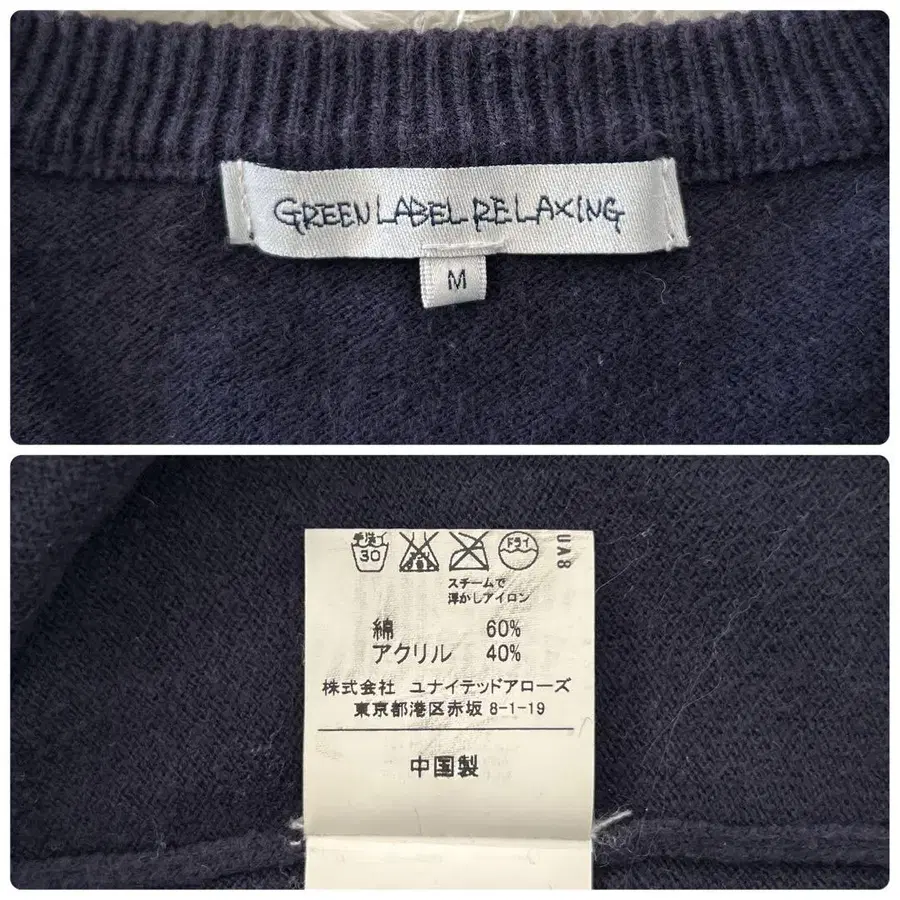 GREEN LABEL RELAXING
M
手洗イ
30
ドライ
UA8
スチームで
浮かしアイロン
綿 60%
アクリル 40%
株式会社 ユナイテッドアローズ
東京都港区赤坂 8-1-19
中国製